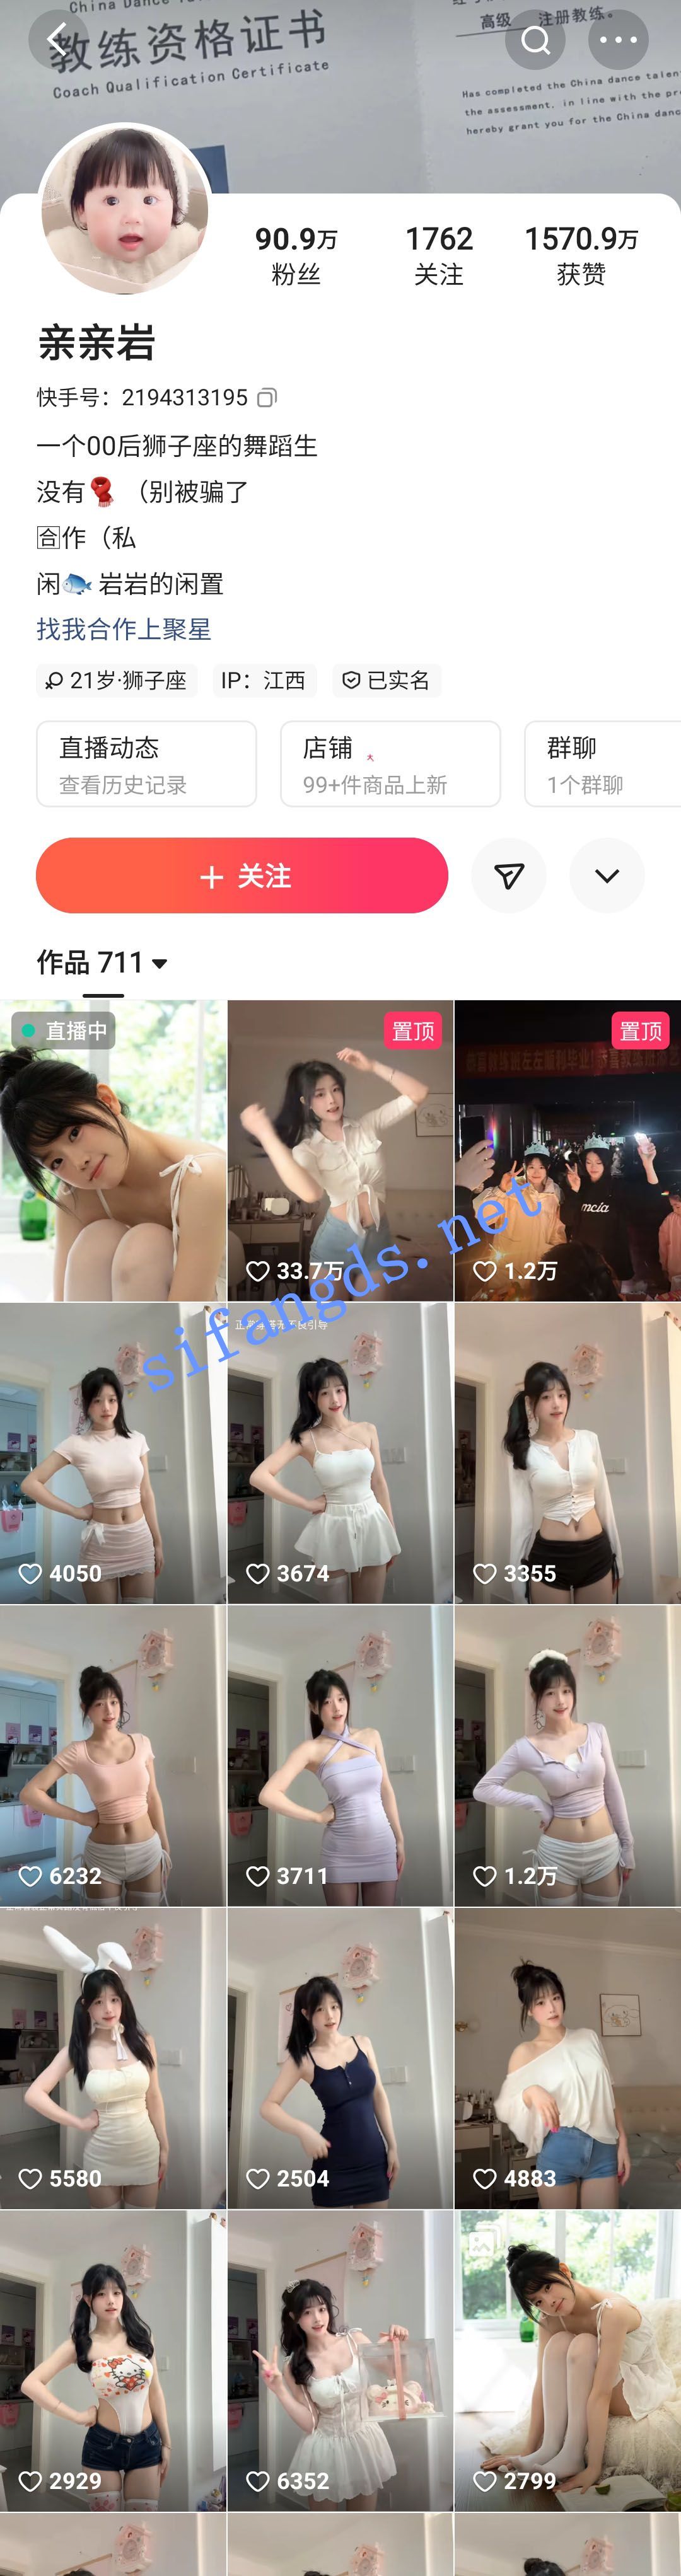 China Dance
教练资格证书
Coach Qualification Certificate
高级 注册教练。
Has completed the China dance talen
the assessment, in line with the pr
hereby grant you for the China danc
90.9万
粉丝
1762
关注
1570.9万
获赞
亲亲岩
快手号：2194313195
一个00后狮子座的舞蹈生
没有🧣（别被骗了
🈴作（私
闲🐟 岩岩的闲置
找我合作上聚星
21岁·狮子座
IP：江西
已实名
直播动态
查看历史记录
店铺
99+件商品上新
群聊
1个群聊
+ 关注
作品 711
直播中
置顶
置顶
33.7万
mcia
1.2万
sifangds.net
4050
3674
3355
6232
3711
1.2万
5580
2504
4883
2929
6352
2799